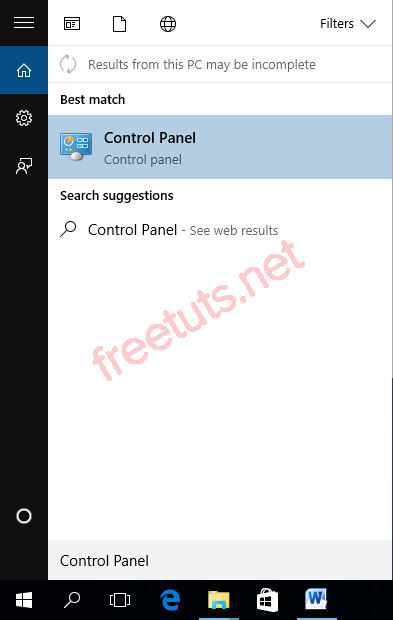 Filters
Results from this PC may be incomplete
Best match
Control Panel
Control panel
Search suggestions
Control Panel - See web results
freetuts.net
Control Panel